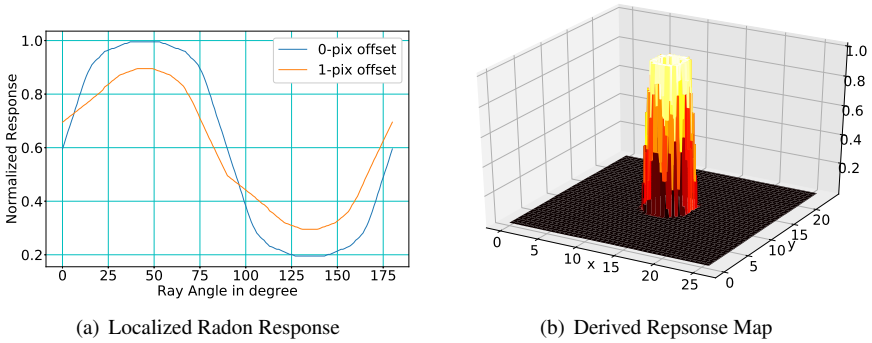 1.0
0.8
0.6
0.4
0.2
Normalized Response
0-pix offset
1-pix offset
0 25 50 75 100 125 150 175
Ray Angle in degree
(a) Localized Radon Response
1.0
0.8
0.6
0.4
0.2
0 5 10 15 20 25
x
0 5 10 15 20
y
(b) Derived Repsonse Map